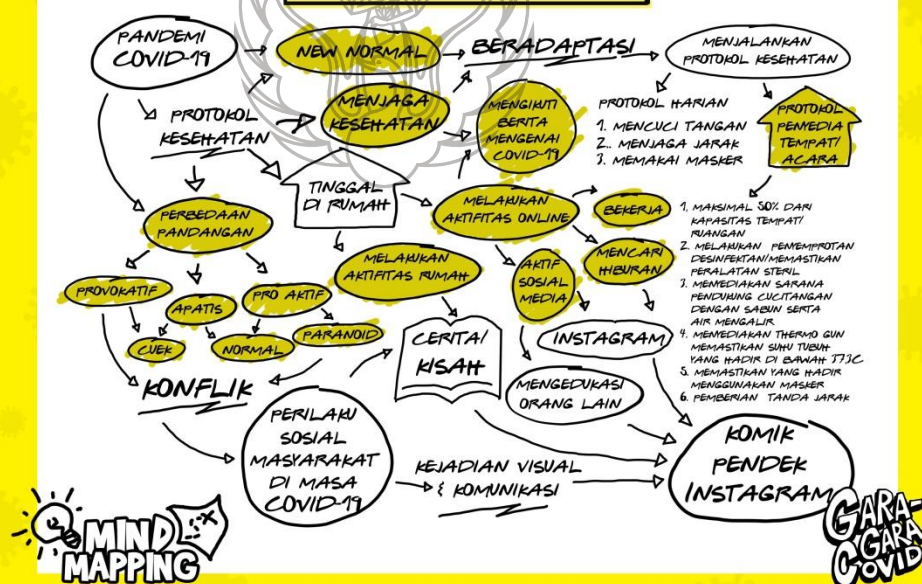 PANDEMI
COVID-19
NEW NORMAL
BERADAPTASI
MENJALANKAN
PROTOKOL KESEHATAN
PROTOKOL
KESEHATAN
MENJAGA
KESEHATAN
MENGIKUTI
BERITA
MENGENAI
COVID-19
PROTOKOL HARIAN
1. MENCUCI TANGAN
2.. MENJAGA JARAK
3. MEMAKAI MASKER
PROTOKOL
PENYEDIA
TEMPAT/
ACARA
TINGGAL
DI RUMAH
MELAKUKAN
AKTIFITAS ONLINE
BEKERJA
PERBEDAAN
PANDANGAN
1. MAKSIMAL 50% DARI
KAPASITAS TEMPAT/
RUANGAN
2. MELAKUKAN PENYEMPROTAN
DESINFEKTAN/MEMASTIKAN
PERALATAN STERIL
3. MENYEDIAKAN SARANA
PENDUKUNG CUCITANGAN
DENGAN SABUN SERTA
AIR MENGALIR
4. MENYEDIAKAN THERMO GUN
MEMASTIKAN SUHU TUBUH
YANG HADIR DI BAWAH 37.3C
5. MEMASTIKAN YANG HADIR
MENGGUNAKAN MASKER
6. PEMBERIAN TANDA JARAK
MELAKUKAN
AKTIFITAS RUMAH
AKTIF
SOSIAL
MEDIA
MENCARI
HIBURAN
PROVOKATIF
APATIS
PRO AKTIF
CUEK
NORMAL
PARANOID
CERITA/
KISAH
INSTAGRAM
KONFLIK
MENGEDUKASI
ORANG LAIN
PERILAKU
SOSIAL
MASYARAKAT
DI MASA
COVID-19
KEJADIAN VISUAL
& KOMUNIKASI
KOMIK
PENDEK
INSTAGRAM
MIND
MAPPING
GARA-
GARA
COVID